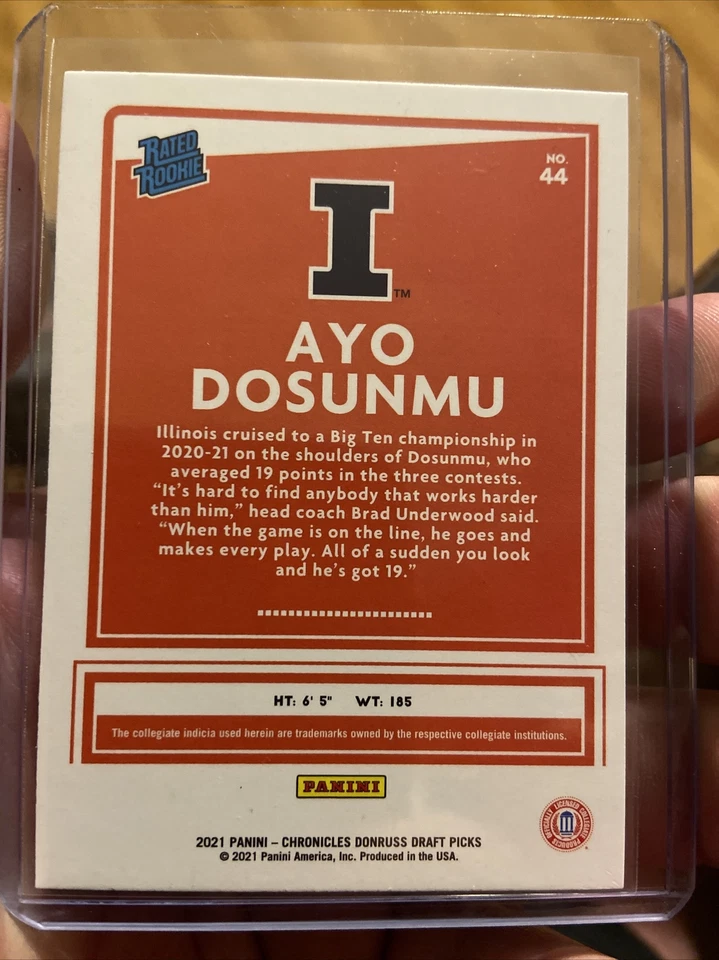 RATED
ROOKIE
NO.
44
I
TM
AYO
DOSUNMU
Illinois cruised to a Big Ten championship in
2020-21 on the shoulders of Dosunmu, who
averaged 19 points in the three contests.
“It’s hard to find anybody that works harder
than him,” head coach Brad Underwood said.
“When the game is on the line, he goes and
makes every play. All of a sudden you look
and he’s got 19.”
HT: 6' 5" WT: 185
The collegiate indicia used herein are trademarks owned by the respective collegiate institutions.
PANINI
OFFICIALLY LICENSED COLLEGIATE PRODUCTS
2021 PANINI – CHRONICLES DONRUSS DRAFT PICKS
© 2021 Panini America, Inc. Produced in the USA.